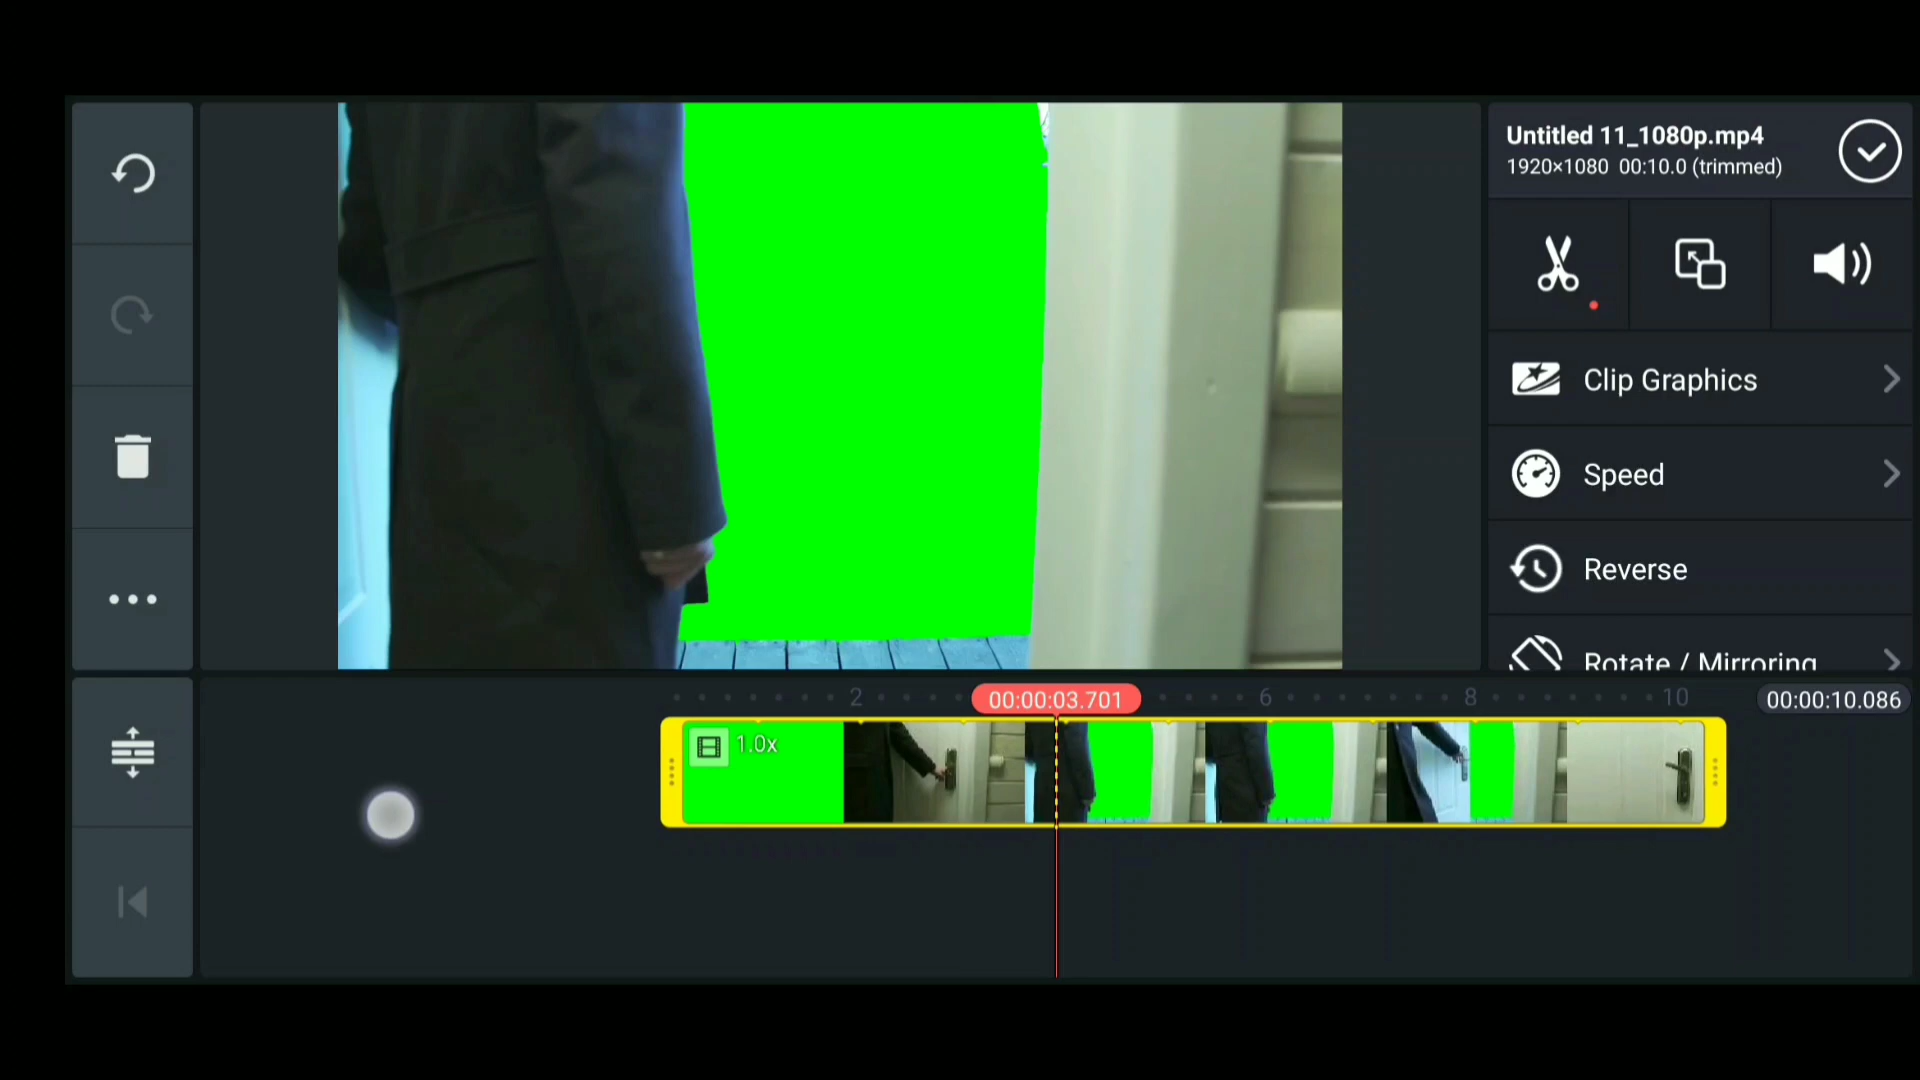 Untitled 11_1080p.mp4
1920×1080 00:10.0 (trimmed)
Clip Graphics
Speed
Reverse
Rotate / Mirroring
2
00:00:03.701
6
8
10
00:00:10.086
1.0x